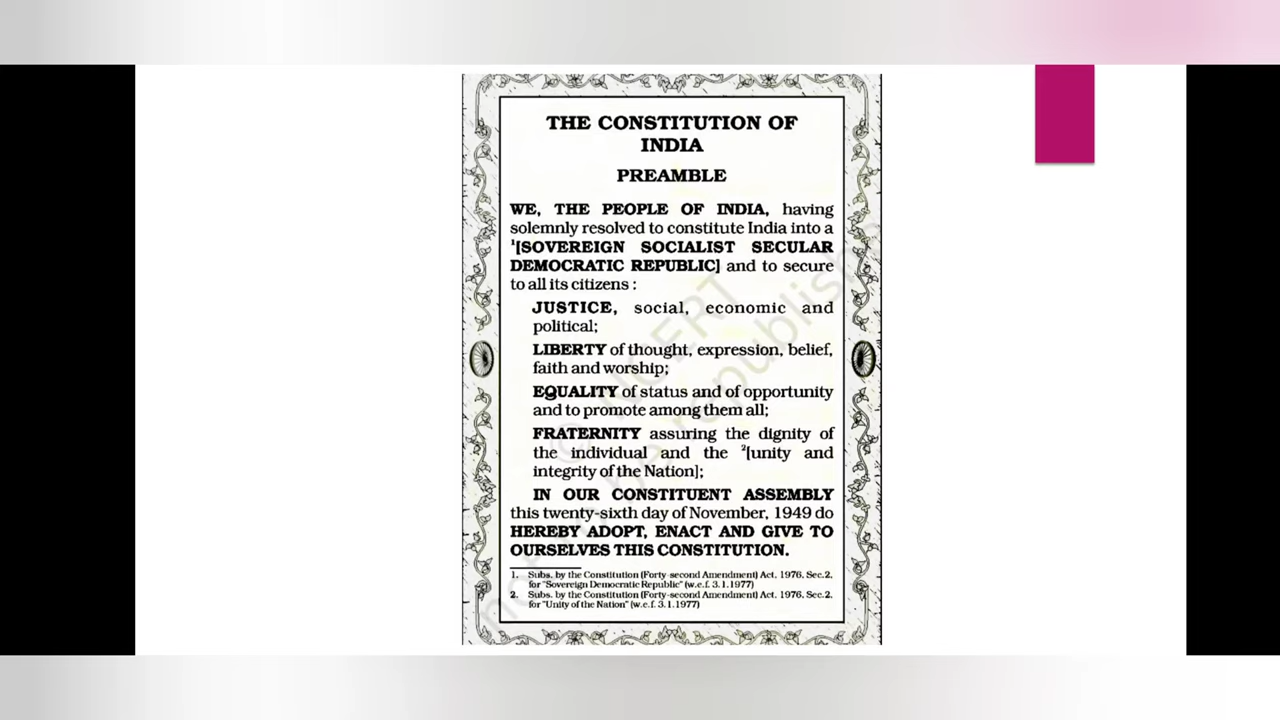 THE CONSTITUTION OF
INDIA
PREAMBLE
WE, THE PEOPLE OF INDIA, having
solemnly resolved to constitute India into a
¹[SOVEREIGN SOCIALIST SECULAR
DEMOCRATIC REPUBLIC] and to secure
to all its citizens :
JUSTICE, social, economic and
political;
LIBERTY of thought, expression, belief,
faith and worship;
EQUALITY of status and of opportunity
and to promote among them all;
FRATERNITY assuring the dignity of
the individual and the ²[unity and
integrity of the Nation];
IN OUR CONSTITUENT ASSEMBLY
this twenty-sixth day of November, 1949 do
HEREBY ADOPT, ENACT AND GIVE TO
OURSELVES THIS CONSTITUTION.
1. Subs. by the Constitution (Forty-second Amendment) Act, 1976, Sec.2,
for "Sovereign Democratic Republic" (w.e.f. 3.1.1977)
2. Subs. by the Constitution (Forty-second Amendment) Act, 1976, Sec.2,
for "Unity of the Nation" (w.e.f. 3.1.1977)
© NCERT
not to be republished